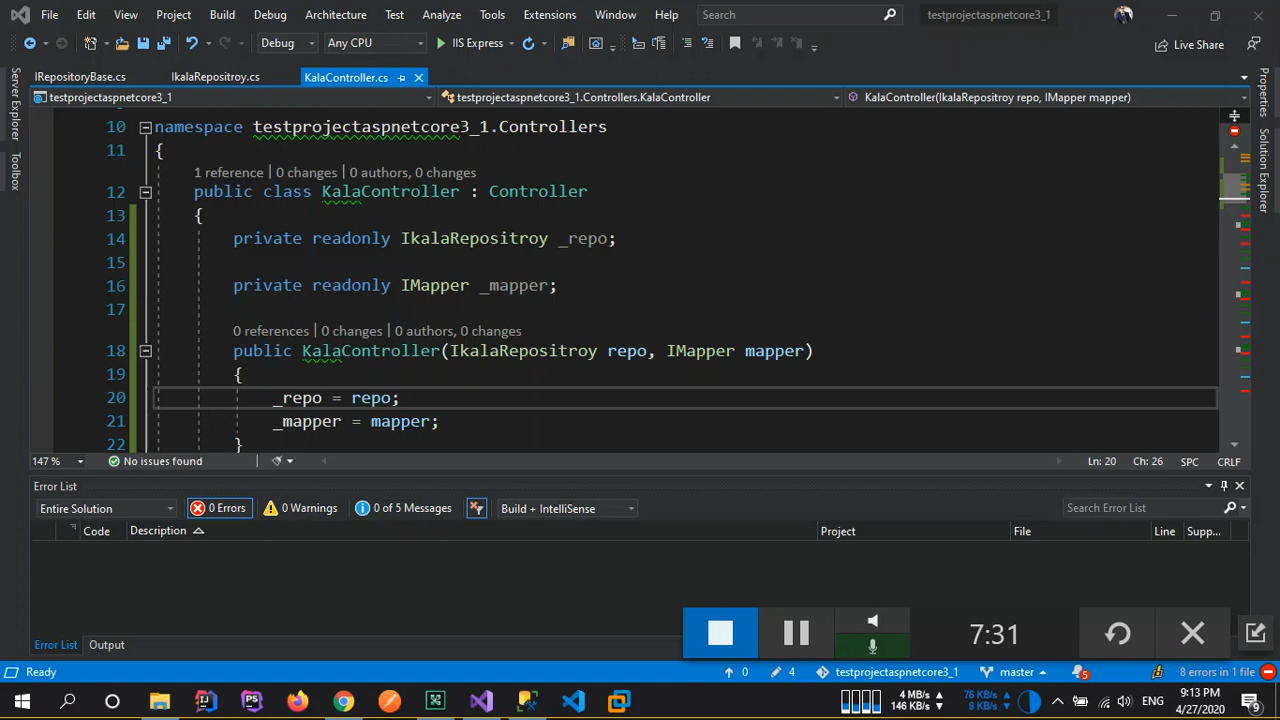 File Edit View Project Build Debug Architecture Test Analyze Tools Extensions Window Help Search testprojectaspnetcore3_1
Debug Any CPU IIS Express Live Share
IRepositoryBase.cs IkalaRepositroy.cs KalaController.cs
testprojectaspnetcore3_1 testprojectaspnetcore3_1.Controllers.KalaController KalaController(IkalaRepositroy repo, IMapper mapper)
Server Explorer
Toolbox
Properties
Solution Explorer
10 namespace testprojectaspnetcore3_1.Controllers
11 {
1 reference | 0 changes | 0 authors, 0 changes
12 public class KalaController : Controller
13 {
14 private readonly IkalaRepositroy _repo;
15
16 private readonly IMapper _mapper;
17
0 references | 0 changes | 0 authors, 0 changes
18 public KalaController(IkalaRepositroy repo, IMapper mapper)
19 {
20 _repo = repo;
21 _mapper = mapper;
22 }
147 % No issues found Ln: 20 Ch: 26 SPC CRLF
Error List
Entire Solution 0 Errors 0 Warnings 0 of 5 Messages Build + IntelliSense Search Error List
Code Description Project File Line Supp...
7:31
Error List Output
Ready 0 4 testprojectaspnetcore3_1 master 5 8 errors in 1 file
4 MB/s 76 KB/s ENG 9:13 PM
146 KB/s 9 KB/s 4/27/2020 9